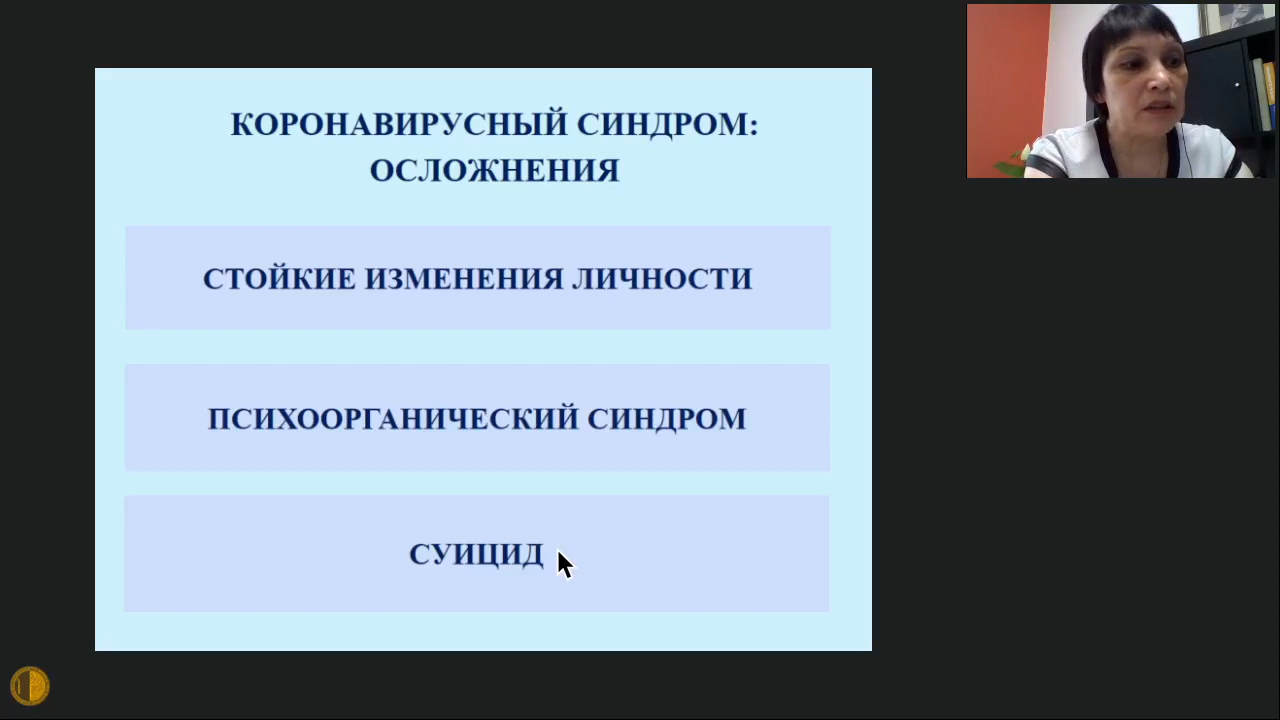 КОРОНАВИРУСНЫЙ СИНДРОМ:
ОСЛОЖНЕНИЯ
СТОЙКИЕ ИЗМЕНЕНИЯ ЛИЧНОСТИ
ПСИХООРГАНИЧЕСКИЙ СИНДРОМ
СУИЦИД